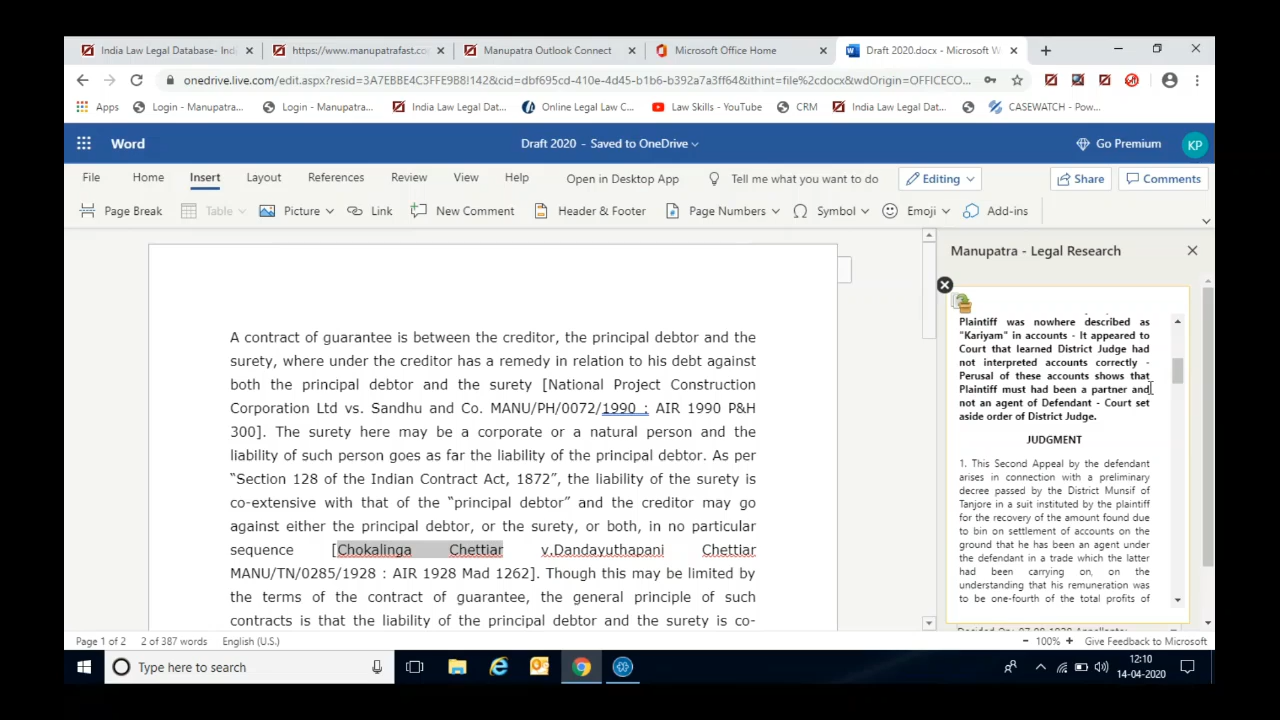 India Law Legal Database- Ind
https://www.manupatrafast.co
Manupatra Outlook Connect
Microsoft Office Home
Draft 2020.docx - Microsoft W
onedrive.live.com/edit.aspx?resid=3A7EBBE4C3FFE9B8!142&cid=dbf695cd-410e-4d45-b1b6-b392a7a3ff64&ithint=file%2cdocx&wdOrigin=OFFICECO...
Apps
Login - Manupatra...
Login - Manupatra...
India Law Legal Dat...
Online Legal Law C...
Law Skills - YouTube
CRM
India Law Legal Dat...
CASEWATCH - Pow...
Word
Draft 2020 - Saved to OneDrive
Go Premium
KP
File Home Insert Layout References Review View Help Open in Desktop App Tell me what you want to do Editing Share Comments
Page Break Table Picture Link New Comment Header & Footer Page Numbers Symbol Emoji Add-ins
A contract of guarantee is between the creditor, the principal debtor and the
surety, where under the creditor has a remedy in relation to his debt against
both the principal debtor and the surety [National Project Construction
Corporation Ltd vs. Sandhu and Co. MANU/PH/0072/1990 : AIR 1990 P&H
300]. The surety here may be a corporate or a natural person and the
liability of such person goes as far the liability of the principal debtor. As per
“Section 128 of the Indian Contract Act, 1872”, the liability of the surety is
co-extensive with that of the “principal debtor” and the creditor may go
against either the principal debtor, or the surety, or both, in no particular
sequence [Chokalinga Chettiar v.Dandayuthapani Chettiar
MANU/TN/0285/1928 : AIR 1928 Mad 1262]. Though this may be limited by
the terms of the contract of guarantee, the general principle of such
contracts is that the liability of the principal debtor and the surety is co-
Manupatra - Legal Research
Plaintiff was nowhere described as
"Kariyam" in accounts - It appeared to
Court that learned District Judge had
not interpreted accounts correctly -
Perusal of these accounts shows that
Plaintiff must had been a partner and
not an agent of Defendant - Court set
aside order of District Judge.
JUDGMENT
1. This Second Appeal by the defendant
arises in connection with a preliminary
decree passed by the District Munsif of
Tanjore in a suit instituted by the plaintiff
for the recovery of the amount found due
to bin on settlement of accounts on the
ground that he has been an agent under
the defendant in a trade which the latter
had been carrying on, on the
understanding that his remuneration was
to be one-fourth of the total profits of
Page 1 of 2 2 of 387 words English (U.S.)
100% Give Feedback to Microsoft
Type here to search
12:10
14-04-2020